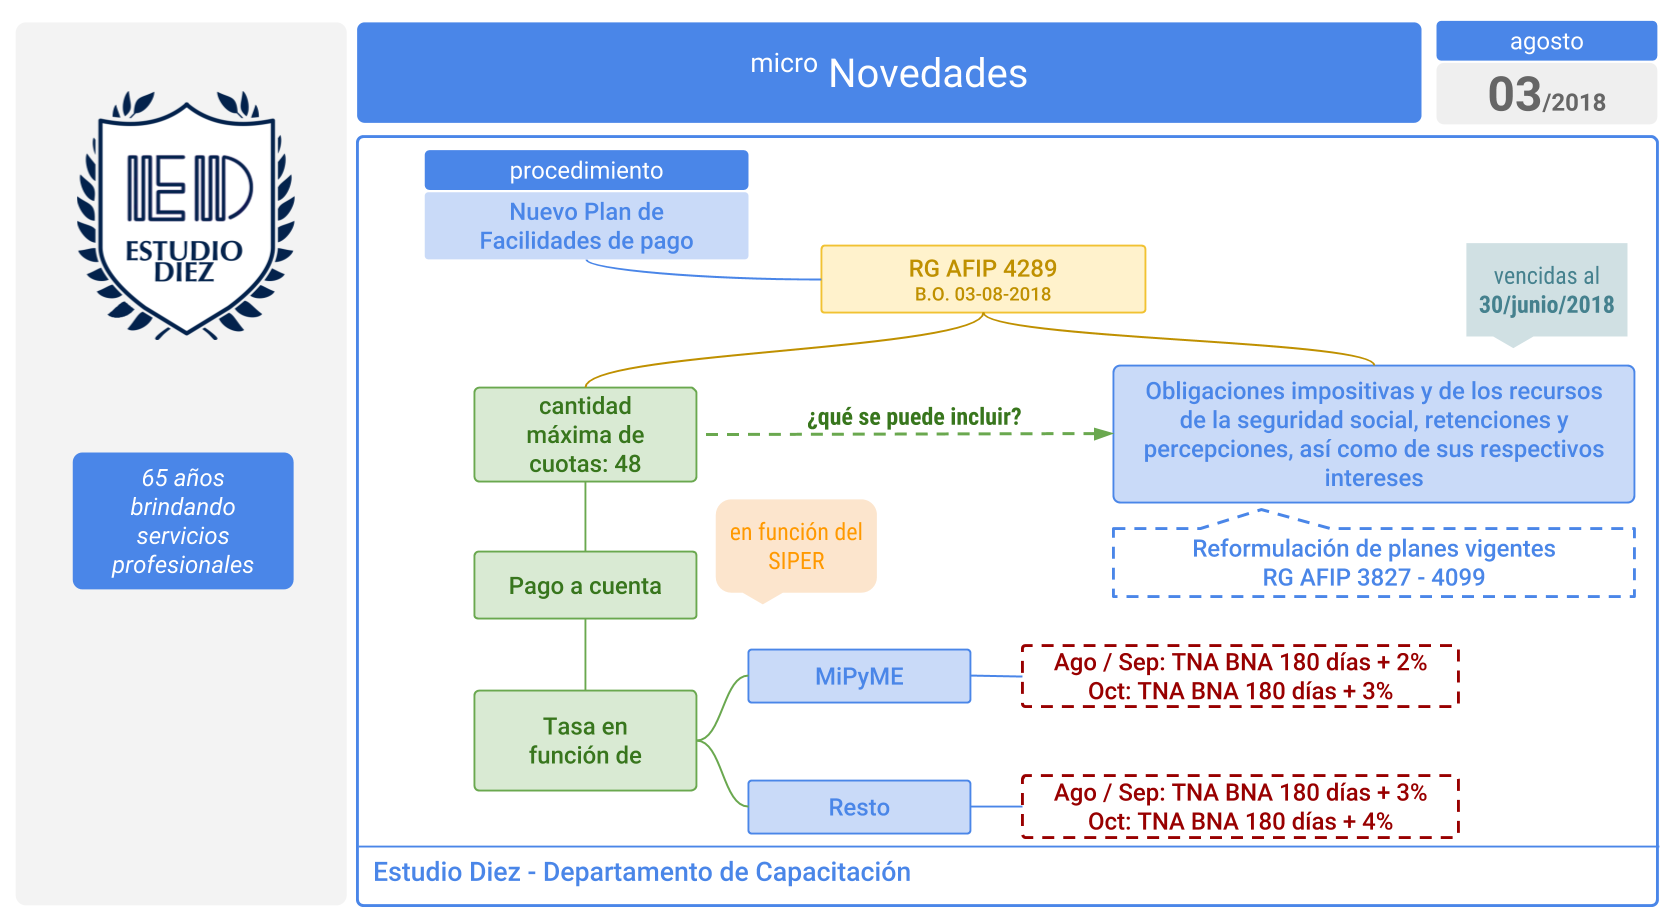 IEID
ESTUDIO
DIEZ
65 años
brindando
servicios
profesionales
micro Novedades
agosto
03/2018
procedimiento
Nuevo Plan de
Facilidades de pago
RG AFIP 4289
B.O. 03-08-2018
vencidas al
30/junio/2018
cantidad
máxima de
cuotas: 48
¿qué se puede incluir?
Obligaciones impositivas y de los recursos
de la seguridad social, retenciones y
percepciones, así como de sus respectivos
intereses
en función del
SIPER
Reformulación de planes vigentes
RG AFIP 3827 - 4099
Pago a cuenta
Tasa en
función de
MiPyME
Ago / Sep: TNA BNA 180 días + 2%
Oct: TNA BNA 180 días + 3%
Resto
Ago / Sep: TNA BNA 180 días + 3%
Oct: TNA BNA 180 días + 4%
Estudio Diez - Departamento de Capacitación